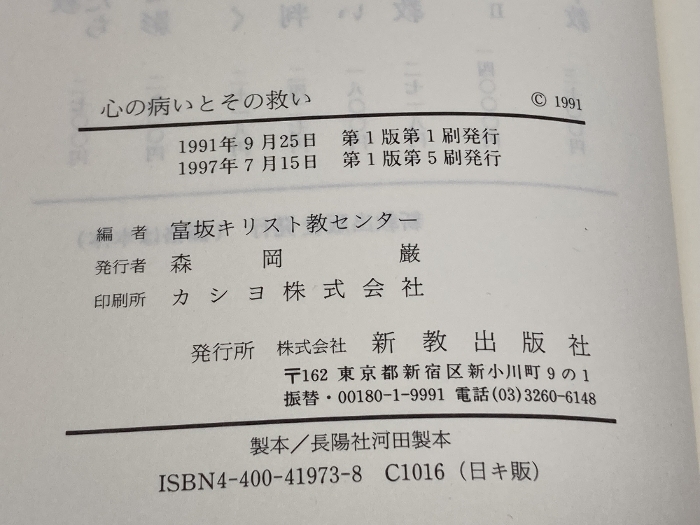 心の病いとその救い © 1991
1991年9月25日 第1版第1刷発行
1997年7月15日 第1版第5刷発行
編者 富坂キリスト教センター
発行者 森岡巌
印刷所 カシヨ株式会社
発行所 株式会社 新教出版社
〒162 東京都新宿区新小川町9の1
振替・00180-1-9991 電話(03)3260-6148
製本／長陽社河田製本
ISBN4-400-41973-8 C1016（日キ販）